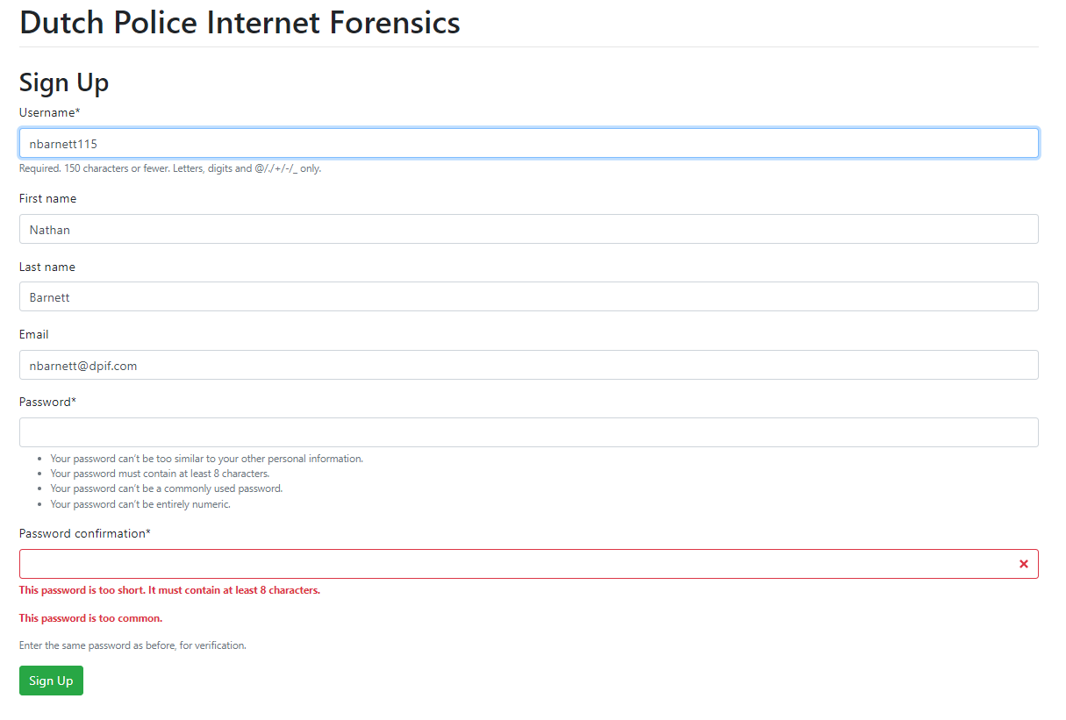 Dutch Police Internet Forensics
Sign Up
Username*
nbarnett115
Required. 150 characters or fewer. Letters, digits and @/./+/-/_ only.
First name
Nathan
Last name
Barnett
Email
nbarnett@dpif.com
Password*
Your password can't be too similar to your other personal information.
Your password must contain at least 8 characters.
Your password can't be a commonly used password.
Your password can't be entirely numeric.
Password confirmation*
This password is too short. It must contain at least 8 characters.
This password is too common.
Enter the same password as before, for verification.
Sign Up